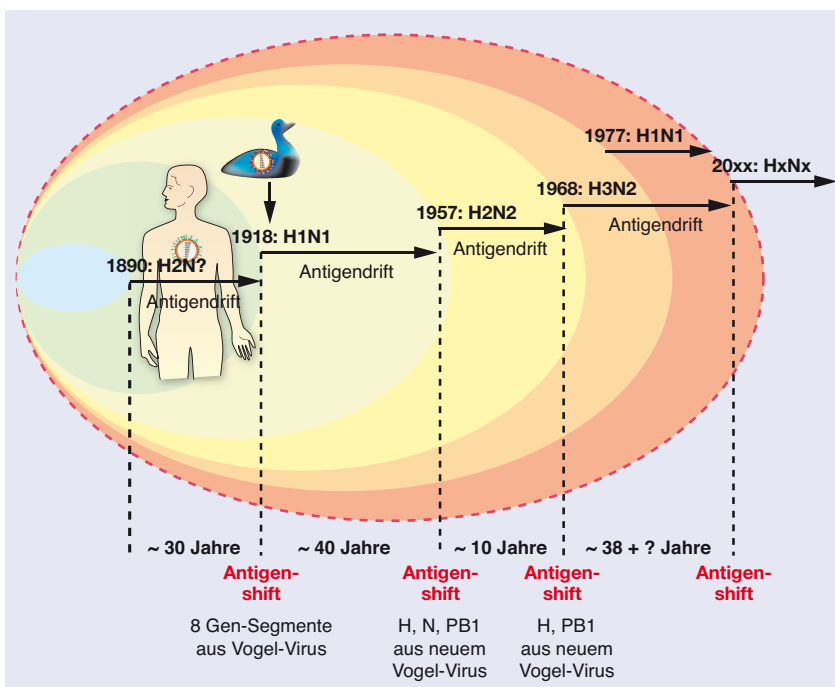 1977: H1N1
20xx: HxNx
1968: H3N2
Antigendrift
1957: H2N2
Antigendrift
1918: H1N1
Antigendrift
1890: H2N?
Antigendrift
~ 30 Jahre
~ 40 Jahre
~ 10 Jahre
~ 38 + ? Jahre
Antigen-
shift
8 Gen-Segmente
aus Vogel-Virus
Antigen-
shift
H, N, PB1
aus neuem
Vogel-Virus
Antigen-
shift
H, PB1
aus neuem
Vogel-Virus
Antigen-
shift